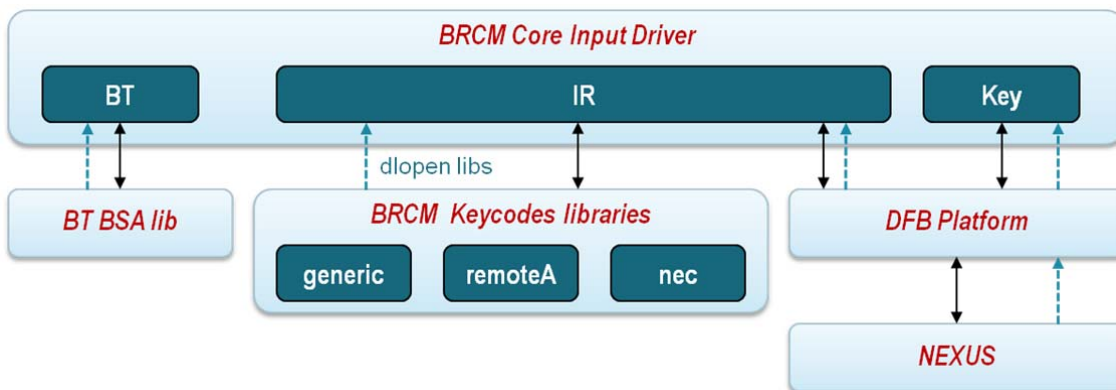 BRCM Core Input Driver
BT
IR
Key
dlopen libs
BT BSA lib
BRCM Keycodes libraries
DFB Platform
generic
remoteA
nec
NEXUS